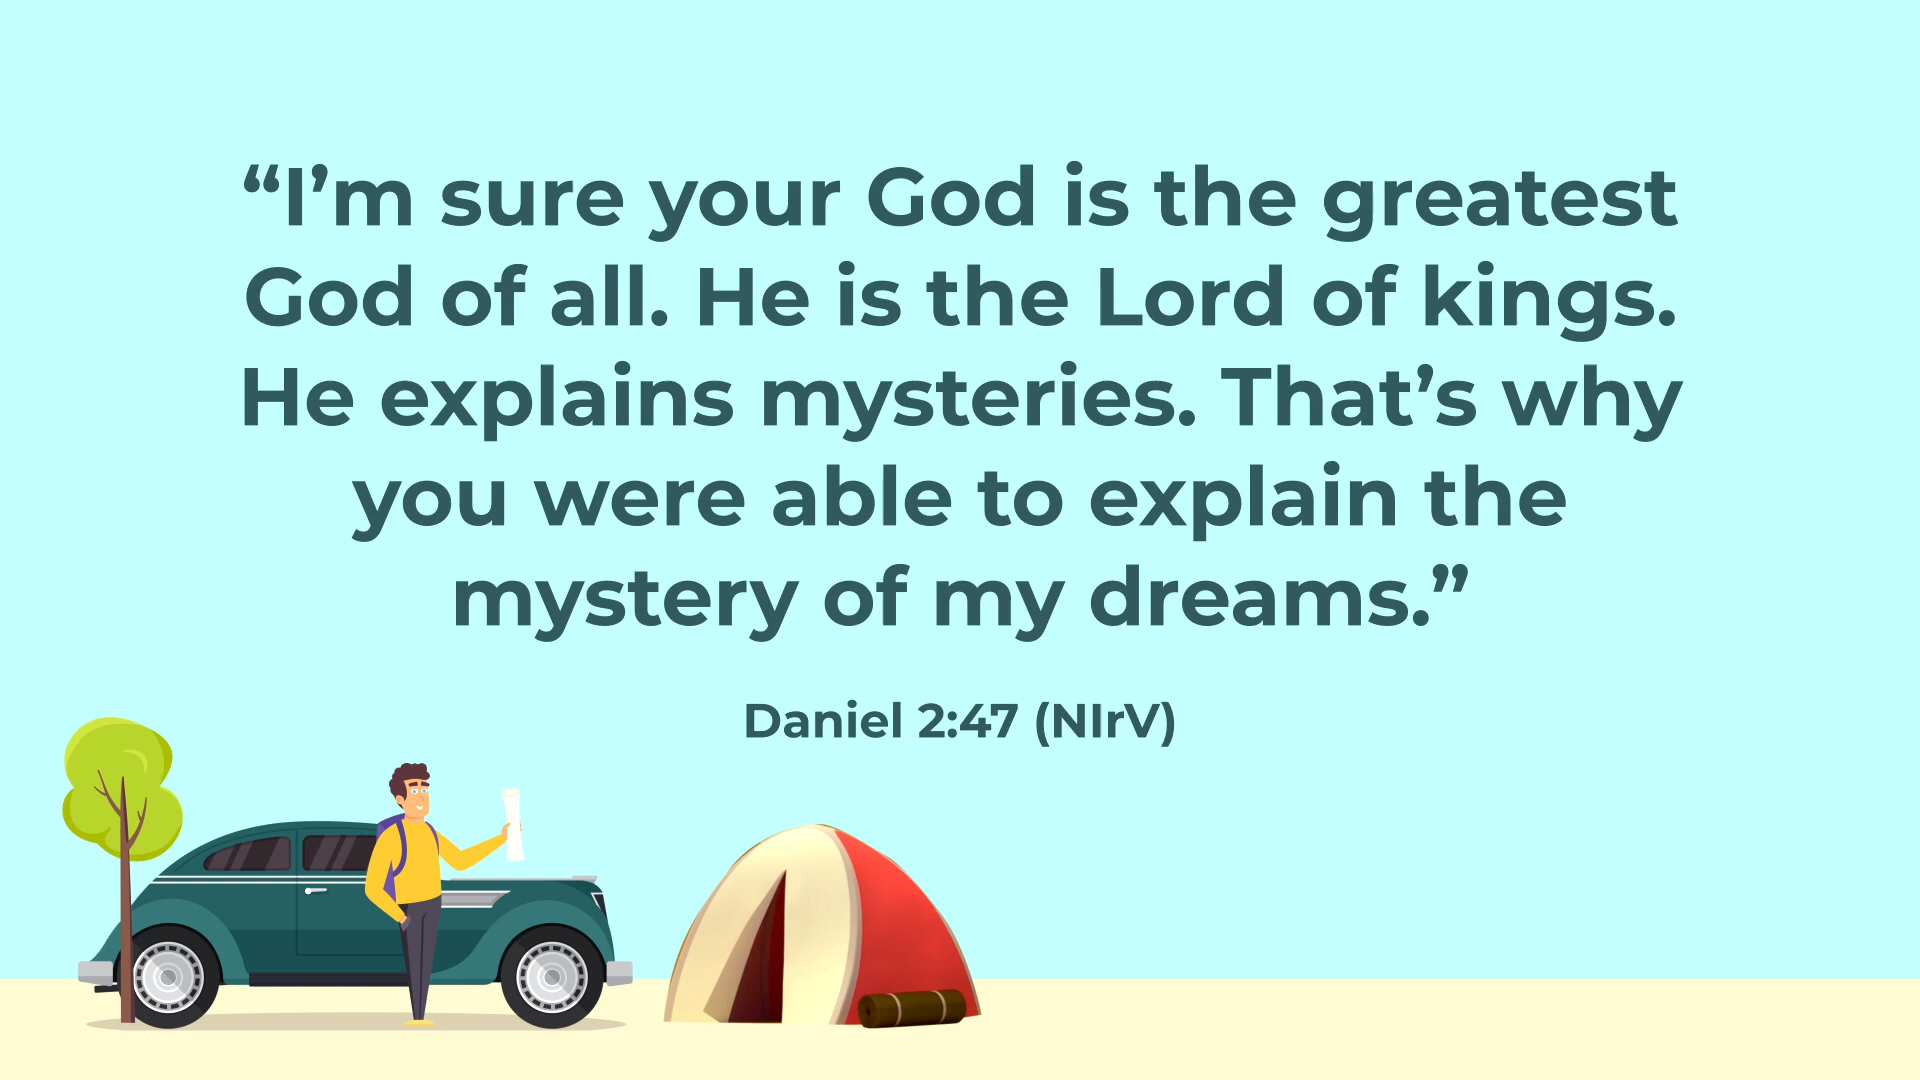 “I’m sure your God is the greatest
God of all. He is the Lord of kings.
He explains mysteries. That’s why
you were able to explain the
mystery of my dreams.”
Daniel 2:47 (NIrV)